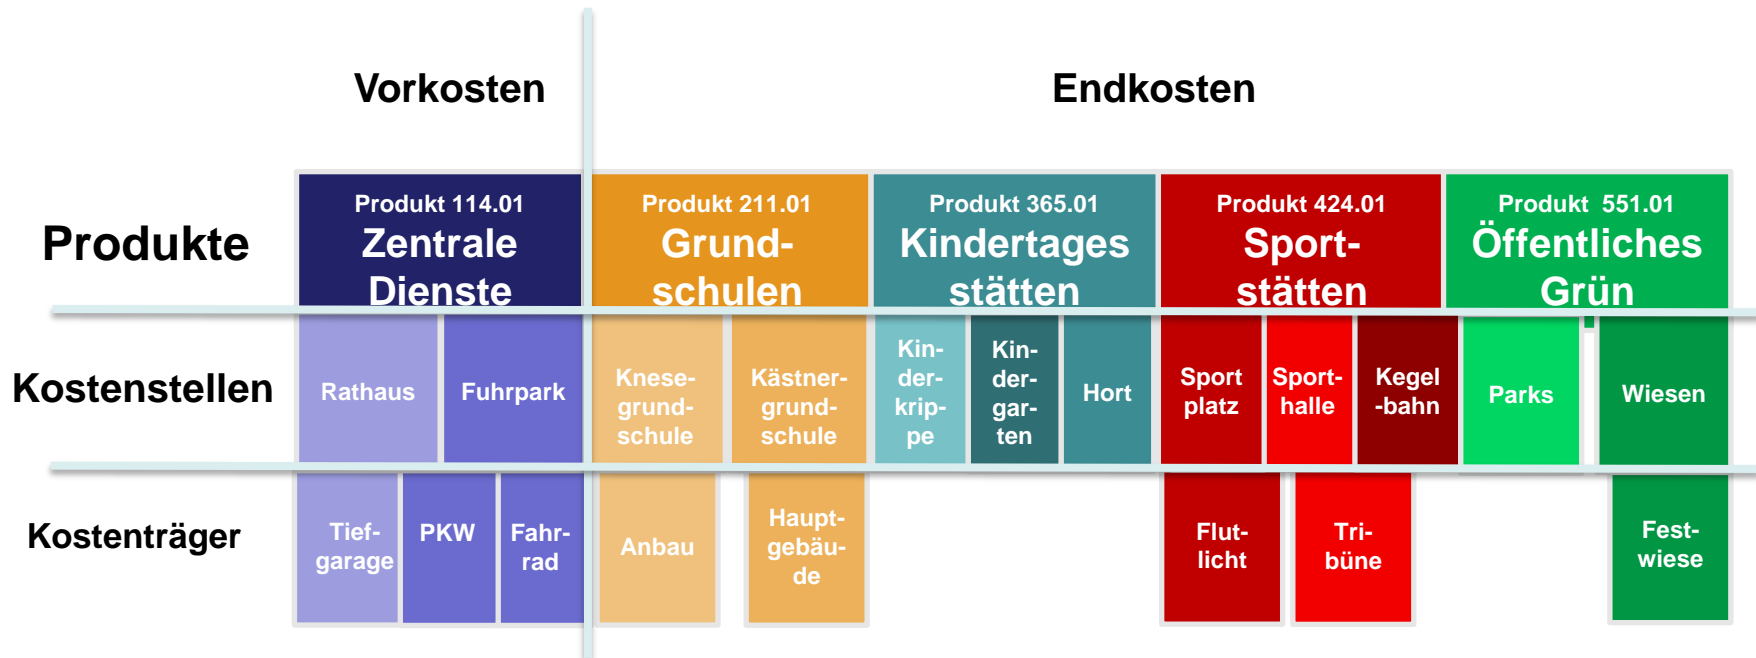 Vorkosten
Endkosten
Produkte
Produkt 114.01
Zentrale
Dienste
Produkt 211.01
Grund-
schulen
Produkt 365.01
Kindertages
stätten
Produkt 424.01
Sport-
stätten
Produkt 551.01
Öffentliches
Grün
Kostenstellen
Rathaus
Fuhrpark
Knese-
grund-
schule
Kästner-
grund-
schule
Kin-
der-
krip-
pe
Kin-
der-
gar-
ten
Hort
Sport
platz
Sport-
halle
Kegel
-bahn
Parks
Wiesen
Kostenträger
Tief-
garage
PKW
Fahr-
rad
Anbau
Haupt-
gebäu-
de
Flut-
licht
Tri-
büne
Fest-
wiese